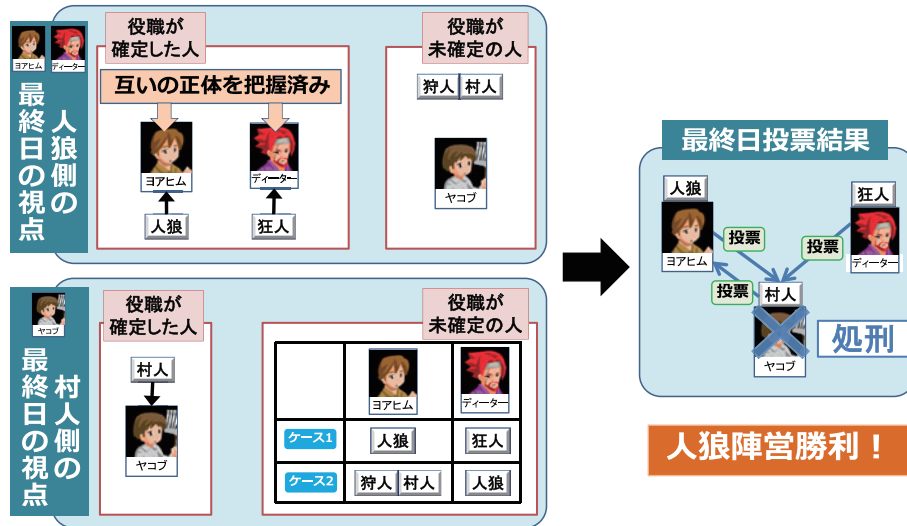 ヨアヒム
ディーター
人狼側の
最終日の視点
役職が
確定した人
互いの正体を把握済み
ヨアヒム
ディーター
人狼
狂人
役職が
未確定の人
狩人 村人
ヤコブ
ヤコブ
村人側の
最終日の視点
役職が
確定した人
村人
ヤコブ
役職が
未確定の人
ヨアヒム
ディーター
ケース1 人狼 狂人
ケース2 狩人 村人 人狼
最終日投票結果
人狼
狂人
ヨアヒム
ディーター
投票
投票
投票
村人
処刑
ヤコブ
人狼陣営勝利！